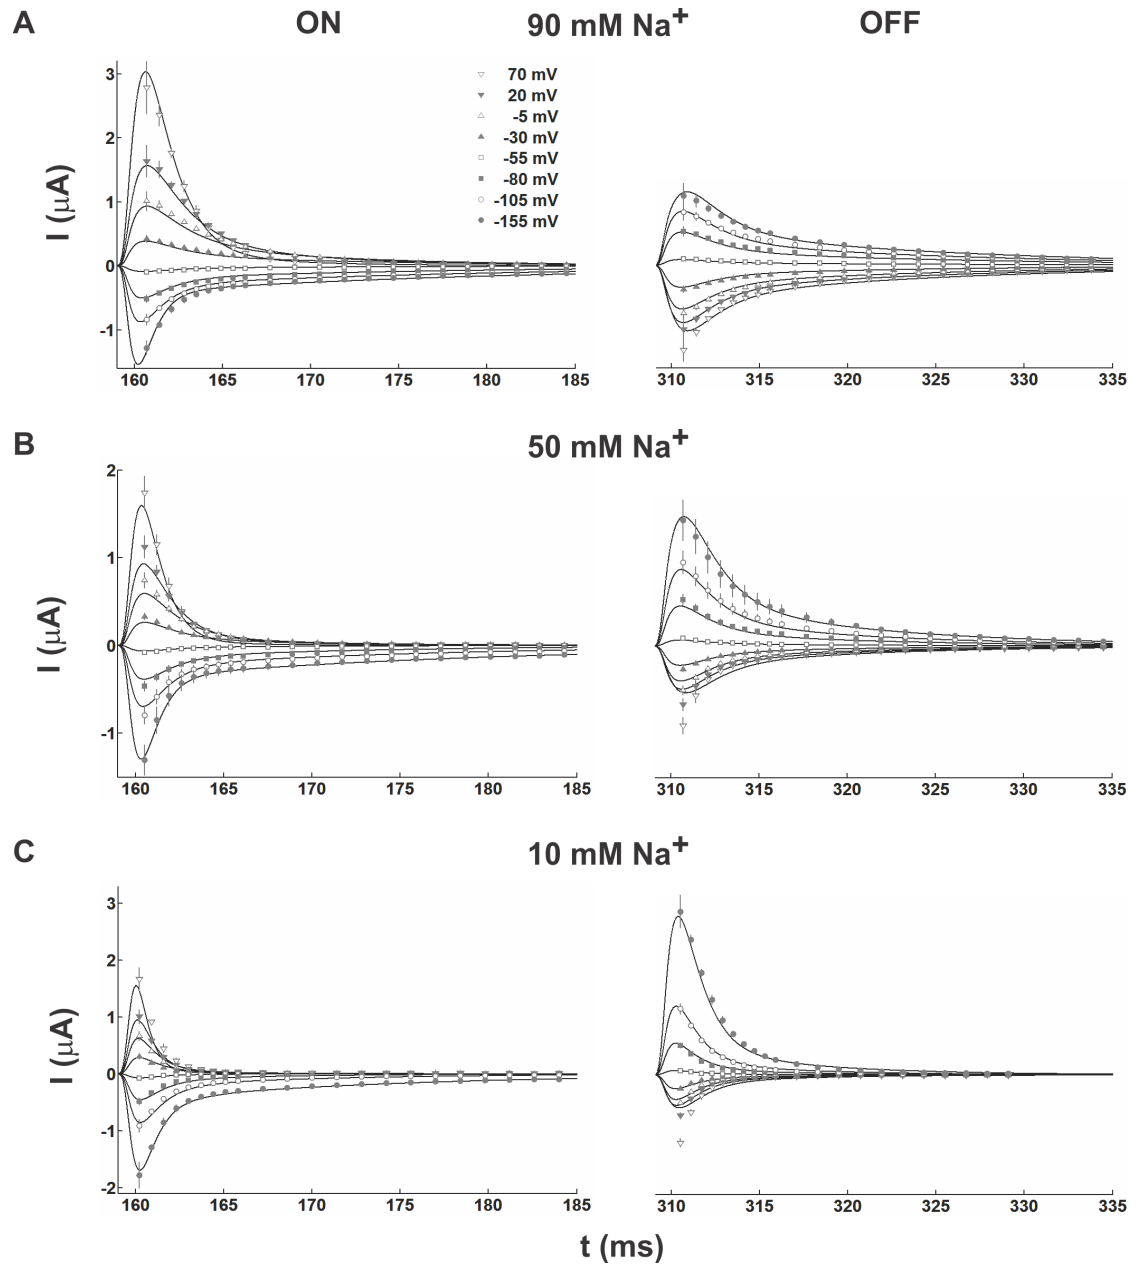 A ON 90 mM Na+ OFF
I (μA)
3
2
1
0
-1
70 mV
20 mV
-5 mV
-30 mV
-55 mV
-80 mV
-105 mV
-155 mV
160 165 170 175 180 185
310 315 320 325 330 335
B 50 mM Na+
I (μA)
2
1
0
-1
160 165 170 175 180 185
310 315 320 325 330 335
C 10 mM Na+
I (μA)
3
2
1
0
-1
-2
160 165 170 175 180 185
310 315 320 325 330 335
t (ms)